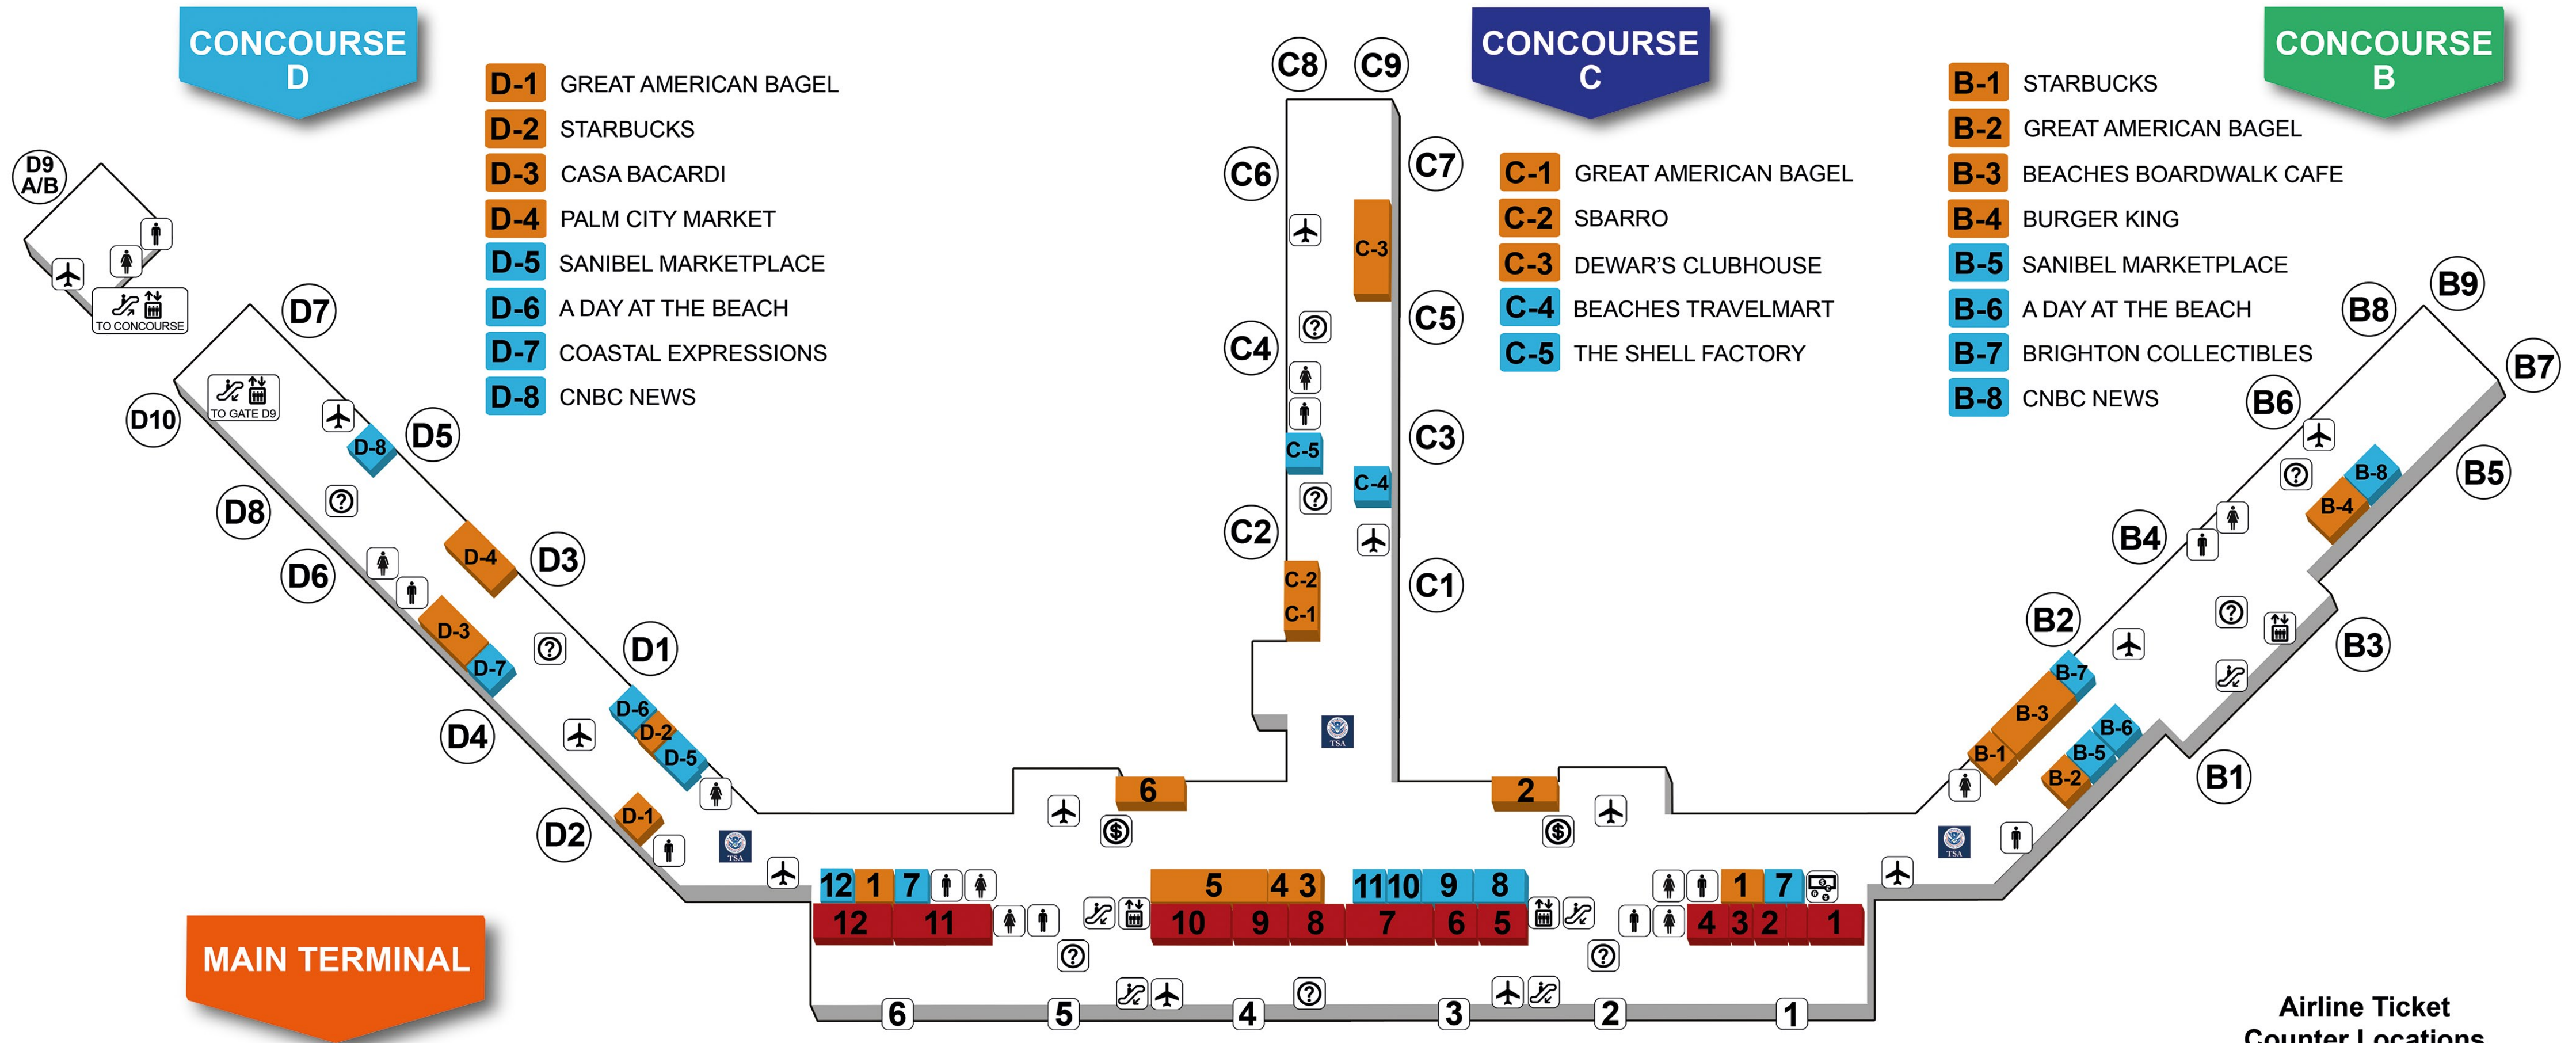 CONCOURSE
D
D-1 GREAT AMERICAN BAGEL
D-2 STARBUCKS
D-3 CASA BACARDI
D-4 PALM CITY MARKET
D-5 SANIBEL MARKETPLACE
D-6 A DAY AT THE BEACH
D-7 COASTAL EXPRESSIONS
D-8 CNBC NEWS
CONCOURSE
C
C-1 GREAT AMERICAN BAGEL
C-2 SBARRO
C-3 DEWAR'S CLUBHOUSE
C-4 BEACHES TRAVELMART
C-5 THE SHELL FACTORY
CONCOURSE
B
B-1 STARBUCKS
B-2 GREAT AMERICAN BAGEL
B-3 BEACHES BOARDWALK CAFE
B-4 BURGER KING
B-5 SANIBEL MARKETPLACE
B-6 A DAY AT THE BEACH
B-7 BRIGHTON COLLECTIBLES
B-8 CNBC NEWS
D9
A/B
TO CONCOURSE
D7
TO GATE D9
D10
D5
D-8
D8
D-4
D3
D6
D-3
D-7
D1
D4
D-6
D-2
D-5
D-1
D2
TSA
C8 C9
C6 C7
C-3
C4 C5
C-5 C3
C-4
C2
C-2
C-1
C1
TSA
B9
B8
B7
B6
B-8
B-4
B5
B4
B2
B3
B-7
B-3
B-1
B-6
B-5
B-2
B1
TSA
6 2
$ $
12 1 7 5 4 3 11 10 9 8 1 7
12 11 10 9 8 7 6 5 4 3 2 1
? ?
6 5 4 3 2 1
MAIN TERMINAL
Airline Ticket
Counter Locations